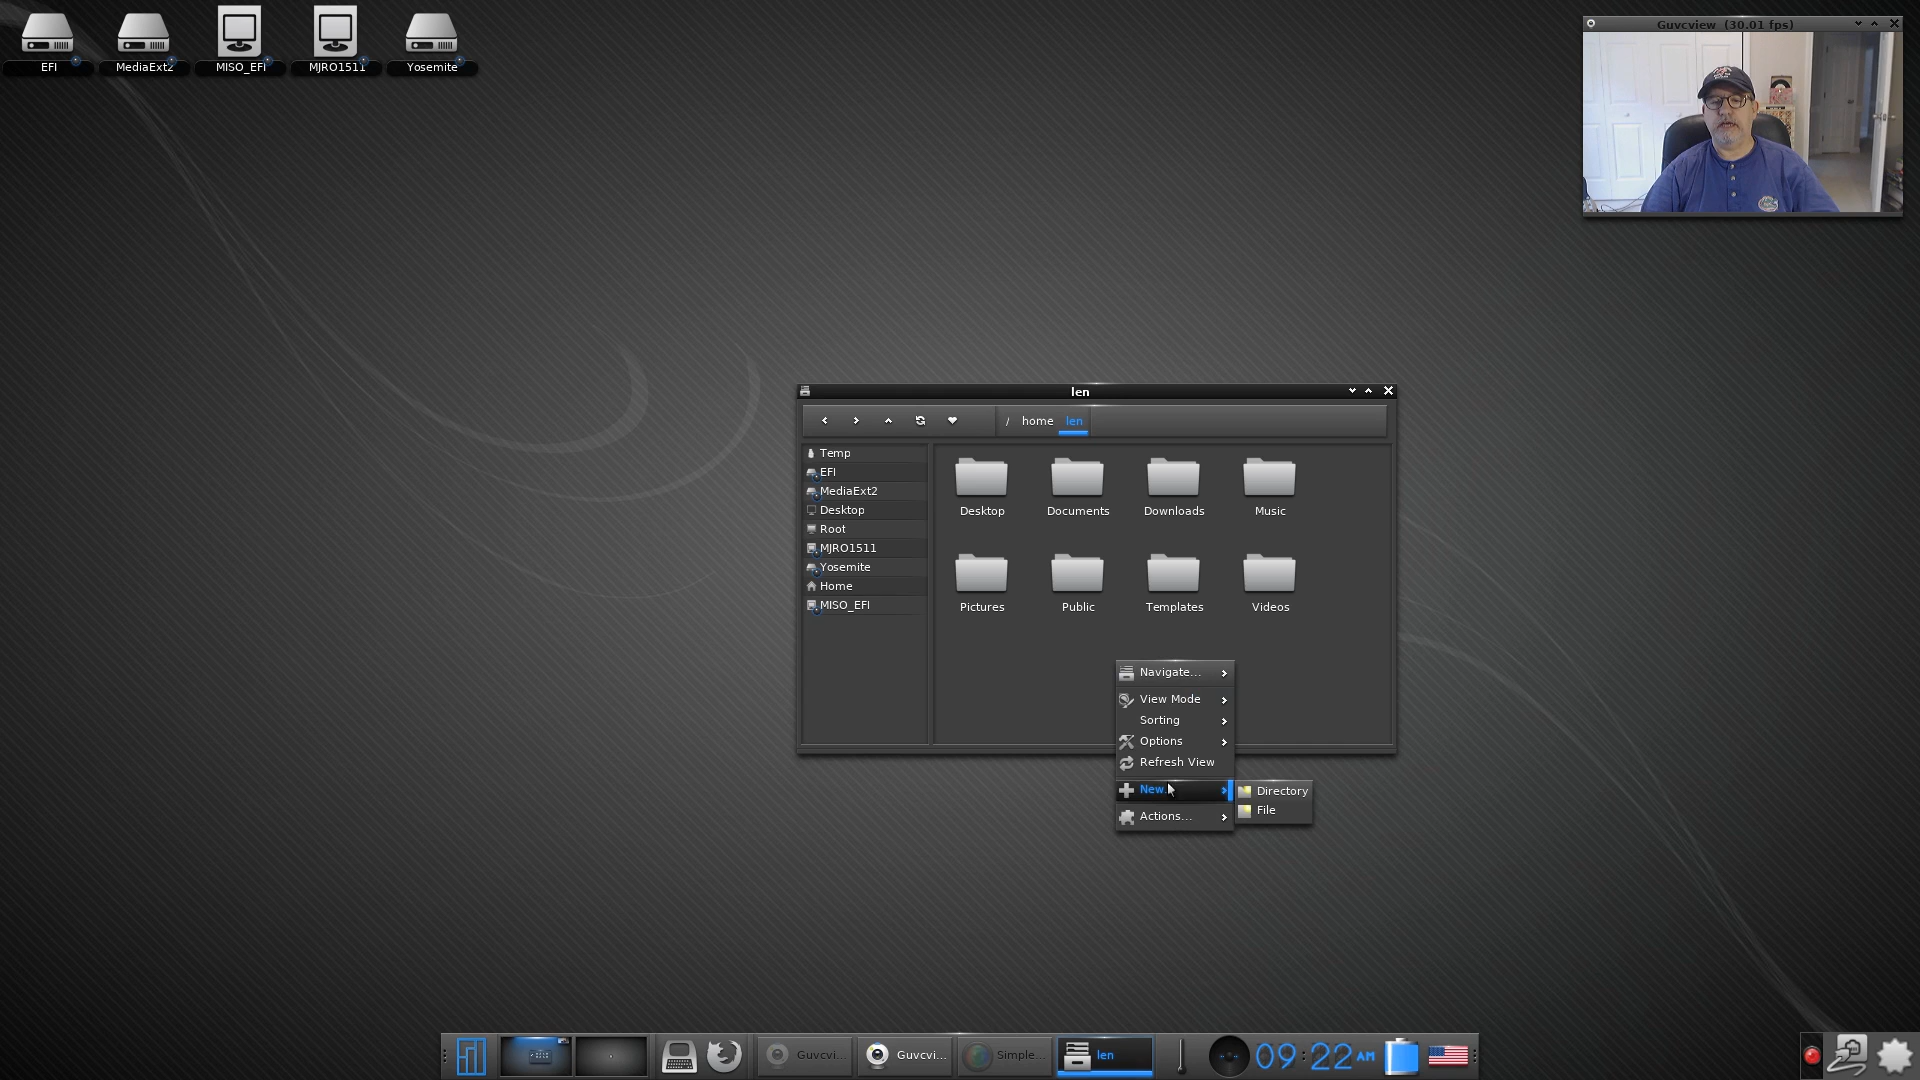 EFI
MediaExt2
MISO_EFI
MJRO1511
Yosemite
Guvcview (30.01 fps)
len
/ home len
Temp
EFI
MediaExt2
Desktop
Root
MJRO1511
Yosemite
Home
MISO_EFI
Desktop Documents Downloads Music
Pictures Public Templates Videos
Navigate...
View Mode
Sorting
Options
Refresh View
New
Actions...
Directory
File
Guvcvi...
Guvcvi...
Simple...
len
09:22 AM